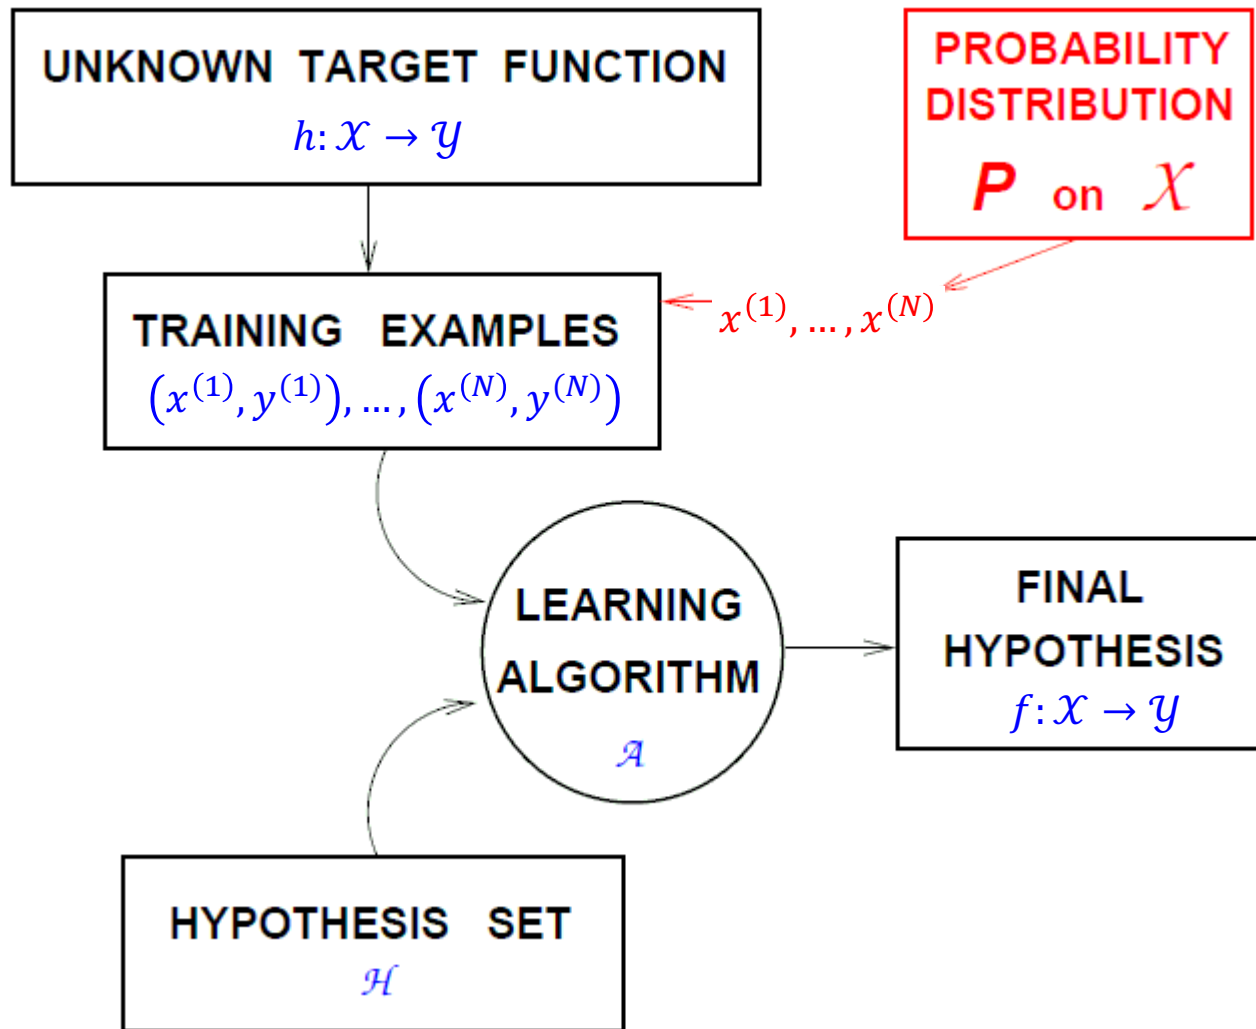 UNKNOWN TARGET FUNCTION
h: 𝒳 → 𝒴
PROBABILITY
DISTRIBUTION
P on 𝒳
x⁽¹⁾, ..., x⁽ᴺ⁾
TRAINING EXAMPLES
(x⁽¹⁾, y⁽¹⁾), ..., (x⁽ᴺ⁾, y⁽ᴺ⁾)
LEARNING
ALGORITHM
𝒜
FINAL
HYPOTHESIS
f: 𝒳 → 𝒴
HYPOTHESIS SET
ℋ